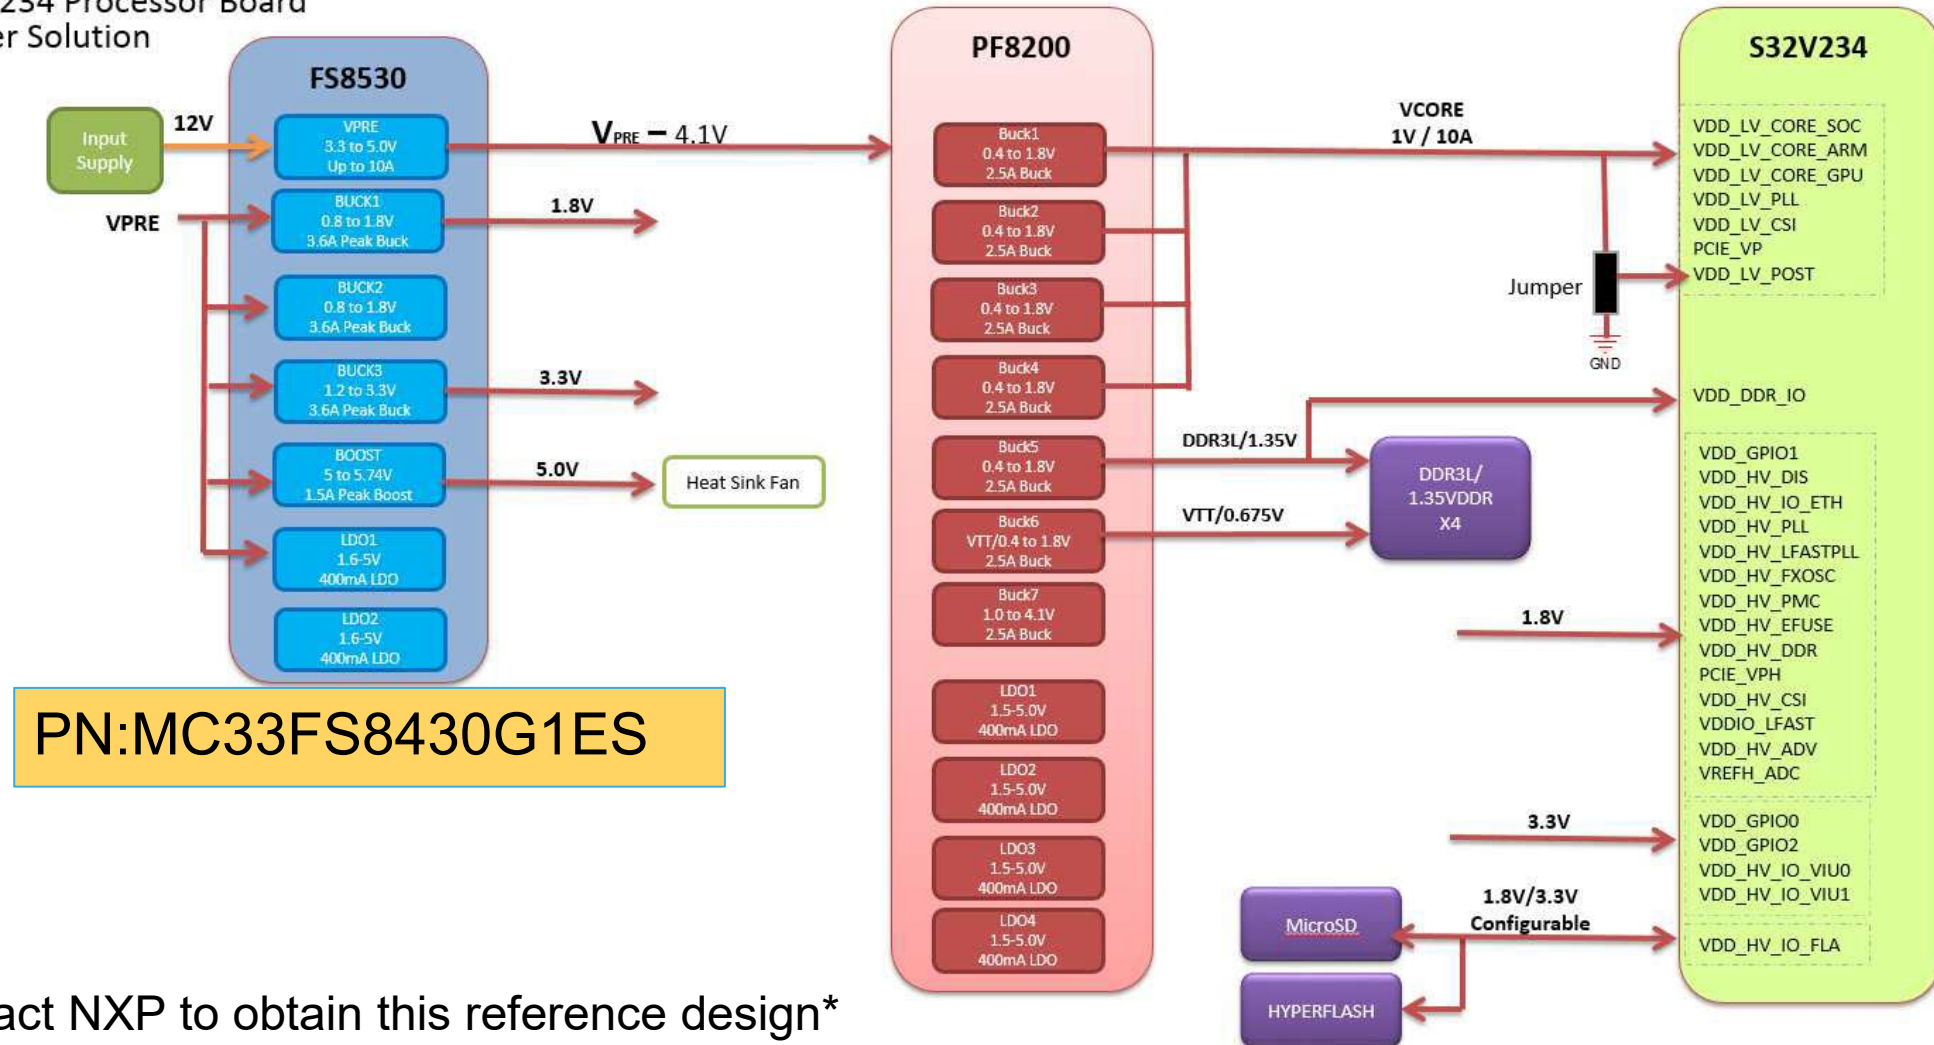 234 Processor Board
er Solution
FS8530
Input
Supply
12V
VPRE
3.3 to 5.0V
Up to 10A
VPRE
BUCK1
0.8 to 1.8V
3.6A Peak Buck
1.8V
BUCK2
0.8 to 1.8V
3.6A Peak Buck
BUCK3
1.2 to 3.3V
3.6A Peak Buck
3.3V
BOOST
5 to 5.74V
1.5A Peak Boost
5.0V
Heat Sink Fan
LDO1
1.6-5V
400mA LDO
LDO2
1.6-5V
400mA LDO
PN:MC33FS8430G1ES
VPRE – 4.1V
PF8200
Buck1
0.4 to 1.8V
2.5A Buck
Buck2
0.4 to 1.8V
2.5A Buck
Buck3
0.4 to 1.8V
2.5A Buck
Buck4
0.4 to 1.8V
2.5A Buck
Buck5
0.4 to 1.8V
2.5A Buck
Buck6
VTT/0.4 to 1.8V
2.5A Buck
Buck7
1.0 to 4.1V
2.5A Buck
LDO1
1.5-5.0V
400mA LDO
LDO2
1.5-5.0V
400mA LDO
LDO3
1.5-5.0V
400mA LDO
LDO4
1.5-5.0V
400mA LDO
VCORE
1V / 10A
Jumper
GND
DDR3L/1.35V
VTT/0.675V
DDR3L/
1.35VDDR
X4
1.8V
3.3V
1.8V/3.3V
Configurable
MicroSD
HYPERFLASH
S32V234
VDD_LV_CORE_SOC
VDD_LV_CORE_ARM
VDD_LV_CORE_GPU
VDD_LV_PLL
VDD_LV_CSI
PCIE_VP
VDD_LV_POST
VDD_DDR_IO
VDD_GPIO1
VDD_HV_DIS
VDD_HV_IO_ETH
VDD_HV_PLL
VDD_HV_LFASTPLL
VDD_HV_FXOSC
VDD_HV_PMC
VDD_HV_EFUSE
VDD_HV_DDR
PCIE_VPH
VDD_HV_CSI
VDDIO_LFAST
VDD_HV_ADV
VREFH_ADC
VDD_GPIO0
VDD_GPIO2
VDD_HV_IO_VIU0
VDD_HV_IO_VIU1
VDD_HV_IO_FLA
act NXP to obtain this reference design*